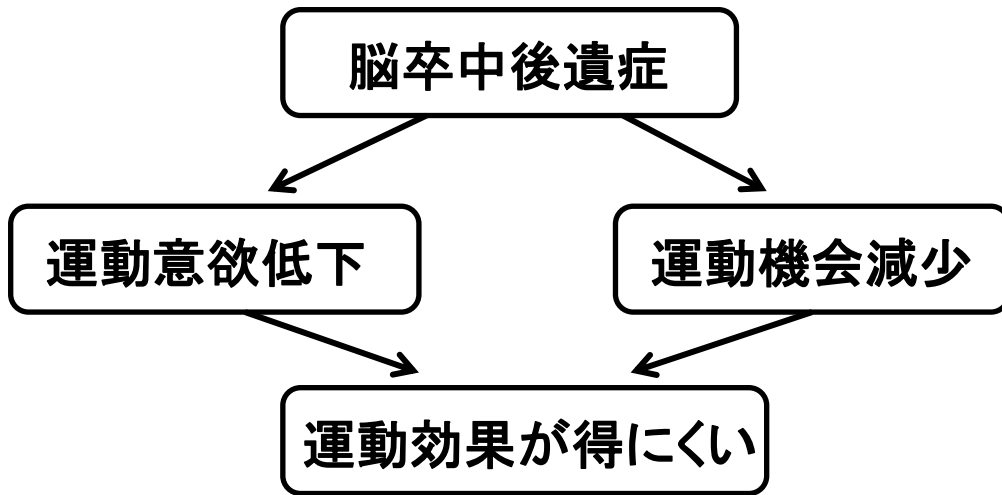 脳卒中後遺症
運動意欲低下
運動機会減少
運動効果が得にくい